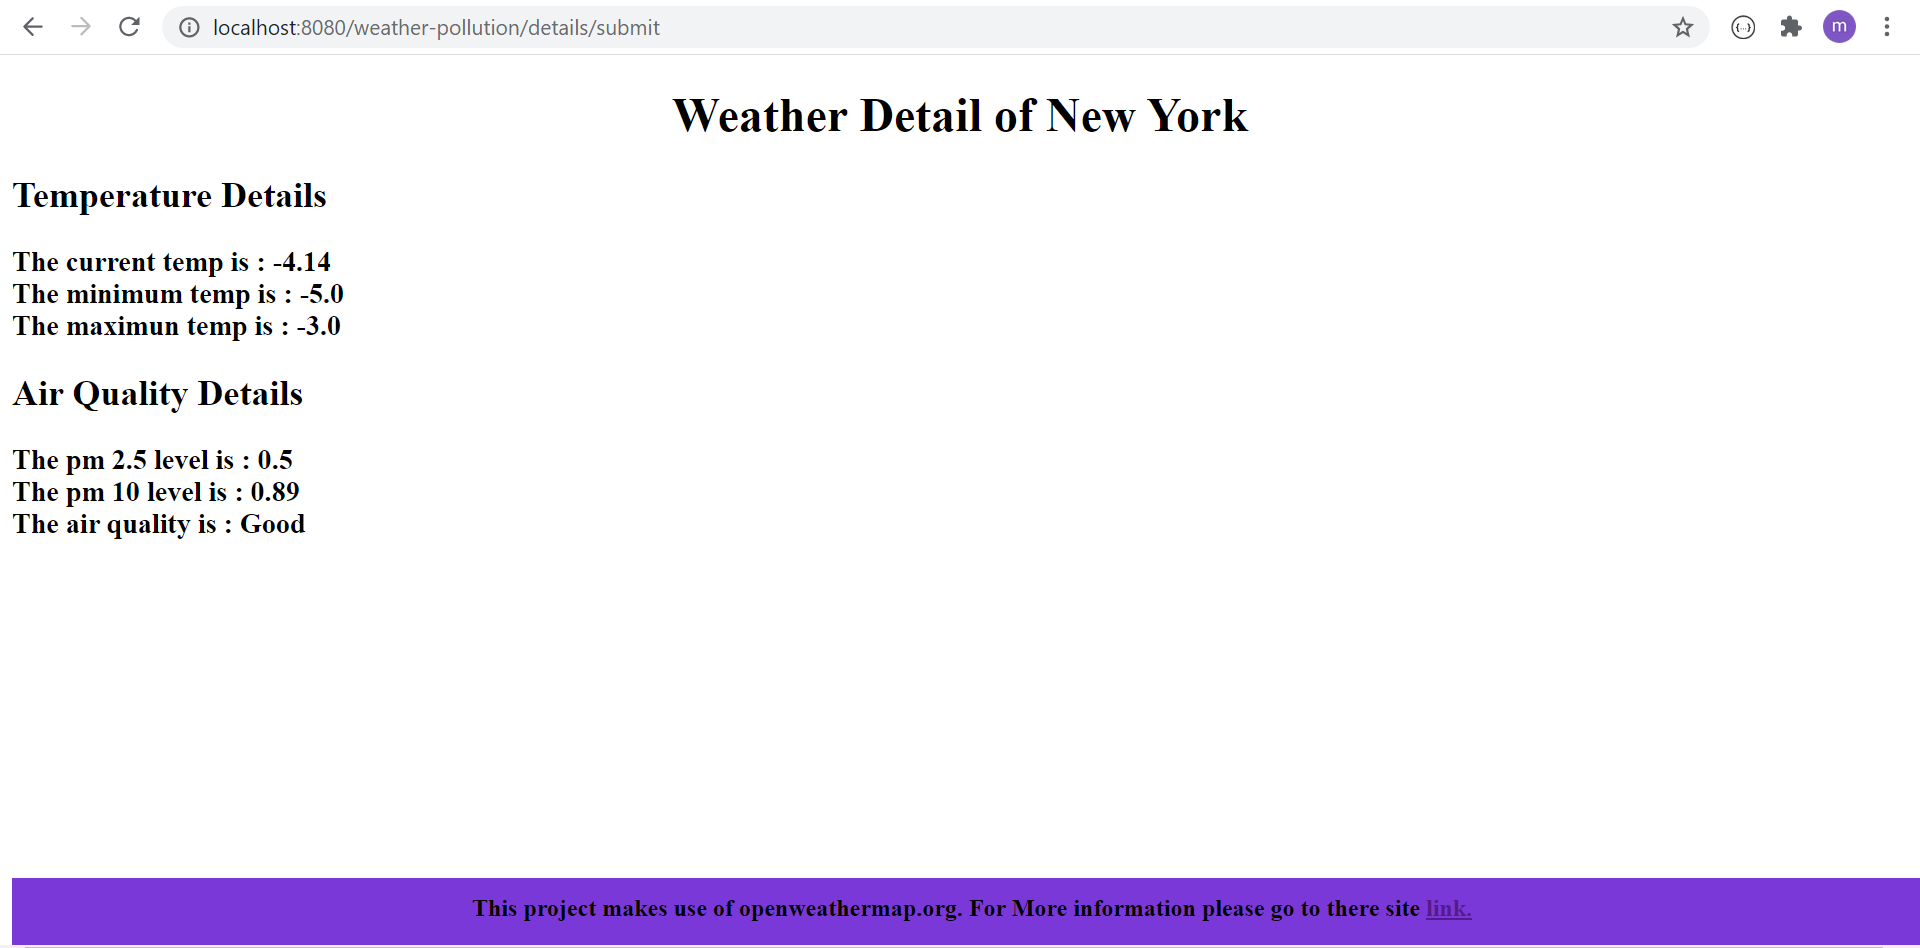 localhost:8080/weather-pollution/details/submit
m
Weather Detail of New York
Temperature Details
The current temp is : -4.14
The minimum temp is : -5.0
The maximun temp is : -3.0
Air Quality Details
The pm 2.5 level is : 0.5
The pm 10 level is : 0.89
The air quality is : Good
This project makes use of openweathermap.org. For More information please go to there site link.